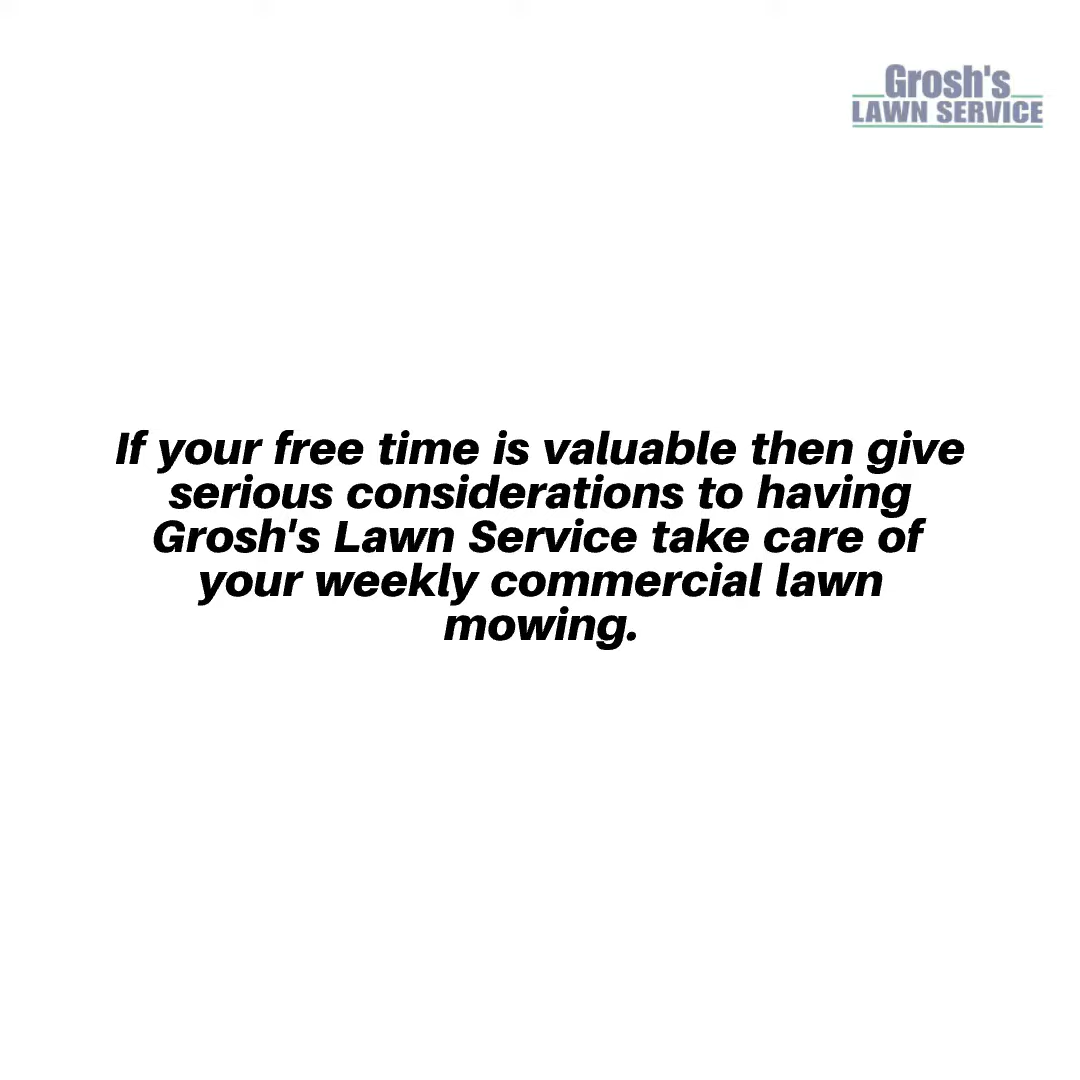 Grosh's
LAWN SERVICE
If your free time is valuable then give
serious considerations to having
Grosh's Lawn Service take care of
your weekly commercial lawn
mowing.